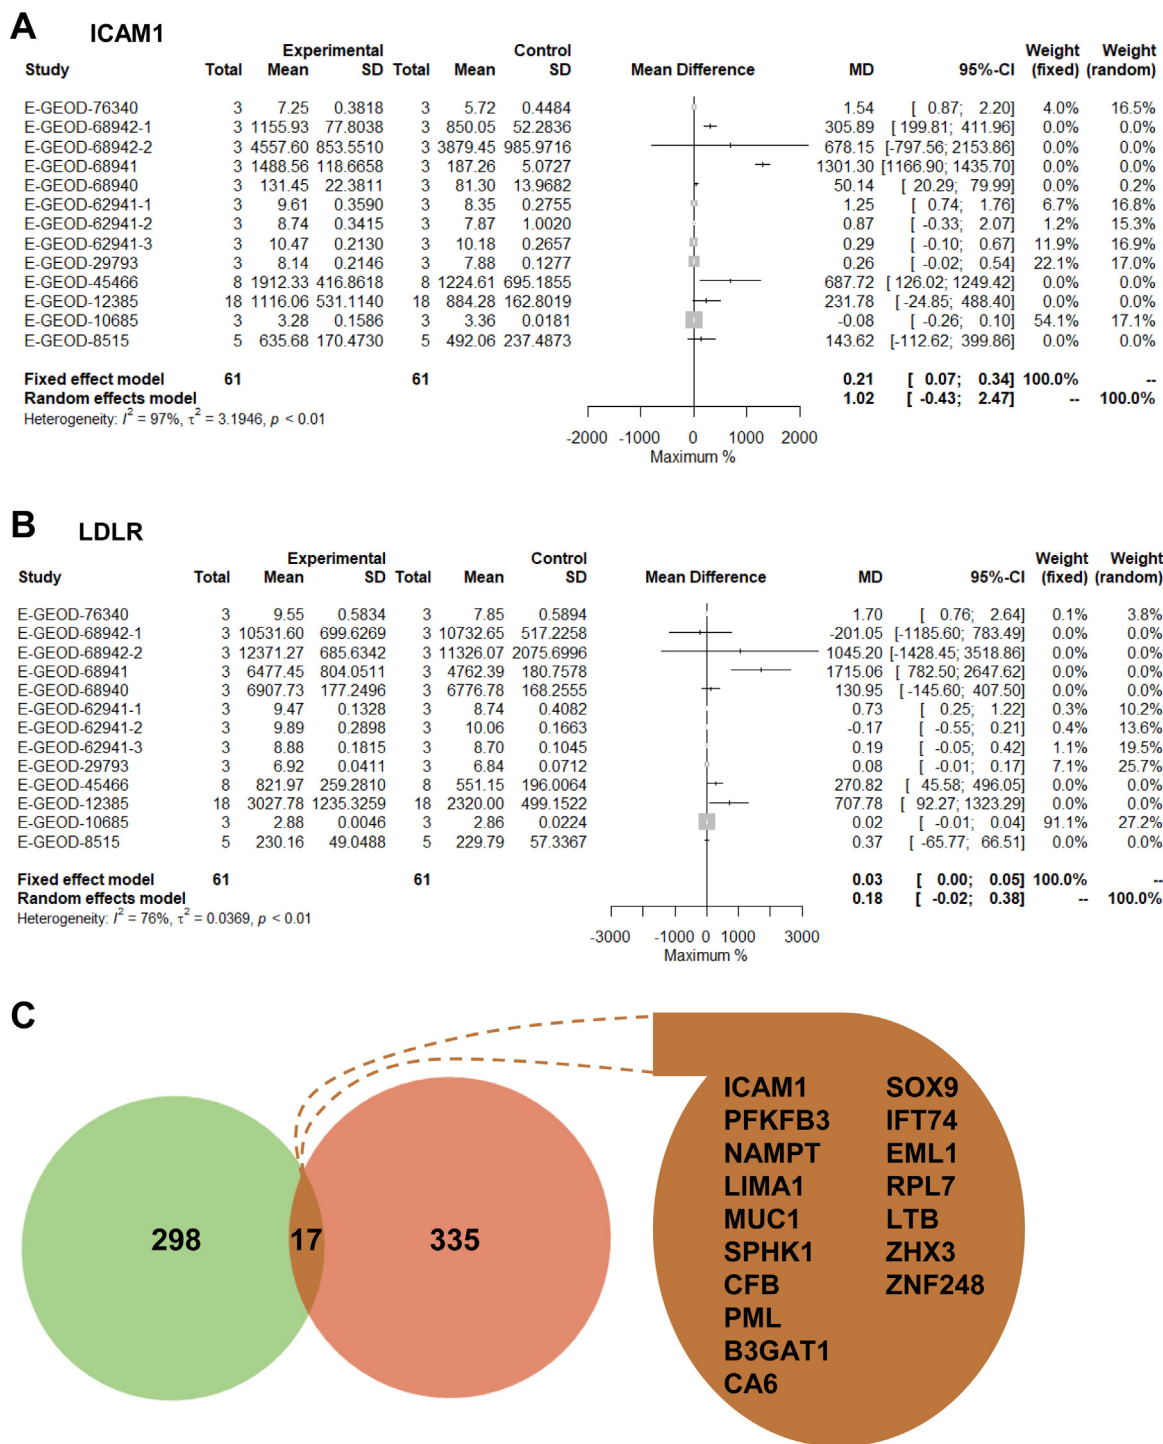 A ICAM1
Experimental Control Weight Weight
Study Total Mean SD Total Mean SD Mean Difference MD 95%-CI (fixed) (random)
E-GEOD-76340 3 7.25 0.3818 3 5.72 0.4484 1.54 [ 0.87; 2.20] 4.0% 16.5%
E-GEOD-68942-1 3 1155.93 77.8038 3 850.05 52.2836 305.89 [ 199.81; 411.96] 0.0% 0.0%
E-GEOD-68942-2 3 4557.60 853.5510 3 3879.45 985.9716 678.15 [-797.56; 2153.86] 0.0% 0.0%
E-GEOD-68941 3 1488.56 118.6658 3 187.26 5.0727 1301.30 [1166.90; 1435.70] 0.0% 0.0%
E-GEOD-68940 3 131.45 22.3811 3 81.30 13.9682 50.14 [ 20.29; 79.99] 0.0% 0.2%
E-GEOD-62941-1 3 9.61 0.3590 3 8.35 0.2755 1.25 [ 0.74; 1.76] 6.7% 16.8%
E-GEOD-62941-2 3 8.74 0.3415 3 7.87 1.0020 0.87 [ -0.33; 2.07] 1.2% 15.3%
E-GEOD-62941-3 3 10.47 0.2130 3 10.18 0.2657 0.29 [ -0.10; 0.67] 11.9% 16.9%
E-GEOD-29793 3 8.14 0.2146 3 7.88 0.1277 0.26 [ -0.02; 0.54] 22.1% 17.0%
E-GEOD-45466 8 1912.33 416.8618 8 1224.61 695.1855 687.72 [ 126.02; 1249.42] 0.0% 0.0%
E-GEOD-12385 18 1116.06 531.1140 18 884.28 162.8019 231.78 [ -24.85; 488.40] 0.0% 0.0%
E-GEOD-10685 3 3.28 0.1586 3 3.36 0.0181 -0.08 [ -0.26; 0.10] 54.1% 17.1%
E-GEOD-8515 5 635.68 170.4730 5 492.06 237.4873 143.62 [-112.62; 399.86] 0.0% 0.0%
Fixed effect model 61 61 0.21 [ 0.07; 0.34] 100.0% --
Random effects model 1.02 [ -0.43; 2.47] -- 100.0%
Heterogeneity: I² = 97%, τ² = 3.1946, p < 0.01
-2000 -1000 0 1000 2000
Maximum %
B LDLR
Experimental Control Weight Weight
Study Total Mean SD Total Mean SD Mean Difference MD 95%-CI (fixed) (random)
E-GEOD-76340 3 9.55 0.5834 3 7.85 0.5894 1.70 [ 0.76; 2.64] 0.1% 3.8%
E-GEOD-68942-1 3 10531.60 699.6269 3 10732.65 517.2258 -201.05 [-1185.60; 783.49] 0.0% 0.0%
E-GEOD-68942-2 3 12371.27 685.6342 3 11326.07 2075.6996 1045.20 [-1428.45; 3518.86] 0.0% 0.0%
E-GEOD-68941 3 6477.45 804.0511 3 4762.39 180.7578 1715.06 [ 782.50; 2647.62] 0.0% 0.0%
E-GEOD-68940 3 6907.73 177.2496 3 6776.78 168.2555 130.95 [ -145.60; 407.50] 0.0% 0.0%
E-GEOD-62941-1 3 9.47 0.1328 3 8.74 0.4082 0.73 [ 0.25; 1.22] 0.3% 10.2%
E-GEOD-62941-2 3 9.89 0.2898 3 10.06 0.1663 -0.17 [ -0.55; 0.21] 0.4% 13.6%
E-GEOD-62941-3 3 8.88 0.1815 3 8.70 0.1045 0.19 [ -0.05; 0.42] 1.1% 19.5%
E-GEOD-29793 3 6.92 0.0411 3 6.84 0.0712 0.08 [ -0.01; 0.17] 7.1% 25.7%
E-GEOD-45466 8 821.97 259.2810 8 551.15 196.0064 270.82 [ 45.58; 496.05] 0.0% 0.0%
E-GEOD-12385 18 3027.78 1235.3259 18 2320.00 499.1522 707.78 [ 92.27; 1323.29] 0.0% 0.0%
E-GEOD-10685 3 2.88 0.0046 3 2.86 0.0224 0.02 [ -0.01; 0.04] 91.1% 27.2%
E-GEOD-8515 5 230.16 49.0488 5 229.79 57.3367 0.37 [ -65.77; 66.51] 0.0% 0.0%
Fixed effect model 61 61 0.03 [ 0.00; 0.05] 100.0% --
Random effects model 0.18 [ -0.02; 0.38] -- 100.0%
Heterogeneity: I² = 76%, τ² = 0.0369, p < 0.01
-3000 -1000 0 1000 3000
Maximum %
C
298 17 335
ICAM1 SOX9
PFKFB3 IFT74
NAMPT EML1
LIMA1 RPL7
MUC1 LTB
SPHK1 ZHX3
CFB ZNF248
PML
B3GAT1
CA6